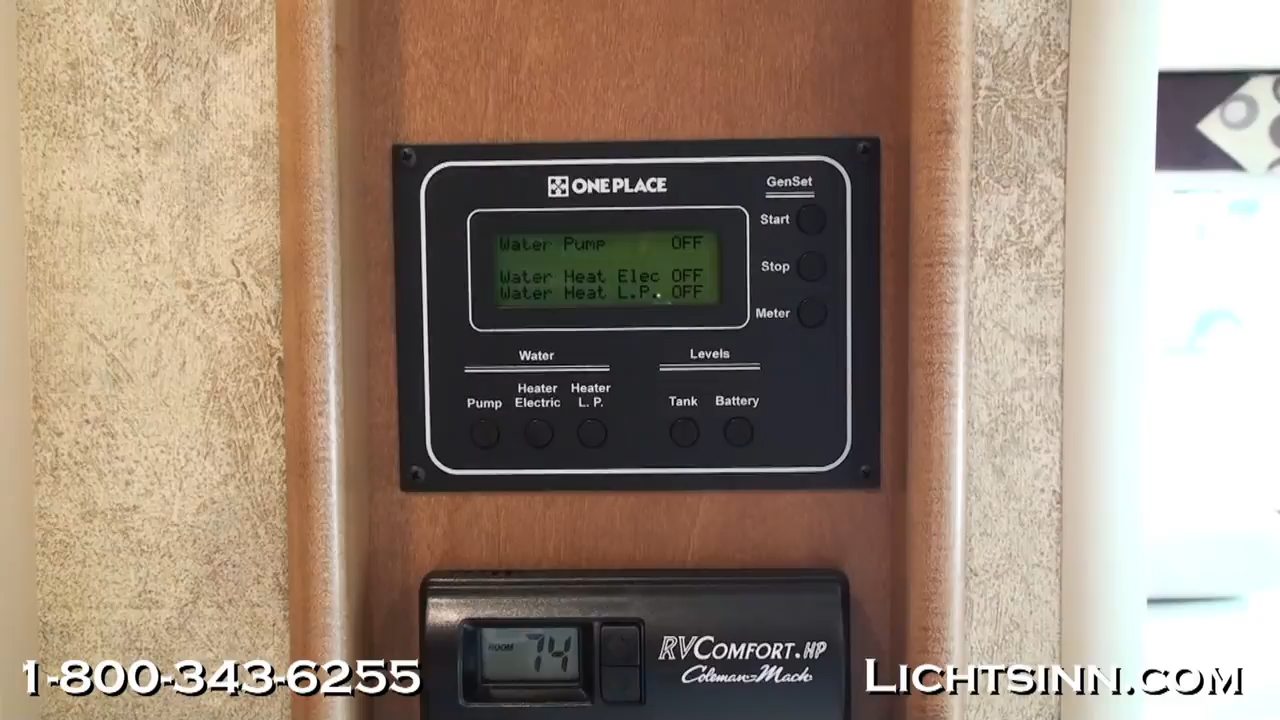 ONE PLACE
GenSet
Start
Water Pump OFF
Stop
Water Heat Elec OFF
Water Heat L.P. OFF
Meter
Water
Levels
Pump
Heater Electric
Heater L. P.
Tank
Battery
ROOM 74
RVCOMFORT.HP
Coleman-Mach
1-800-343-6255
LICHTSINN.COM